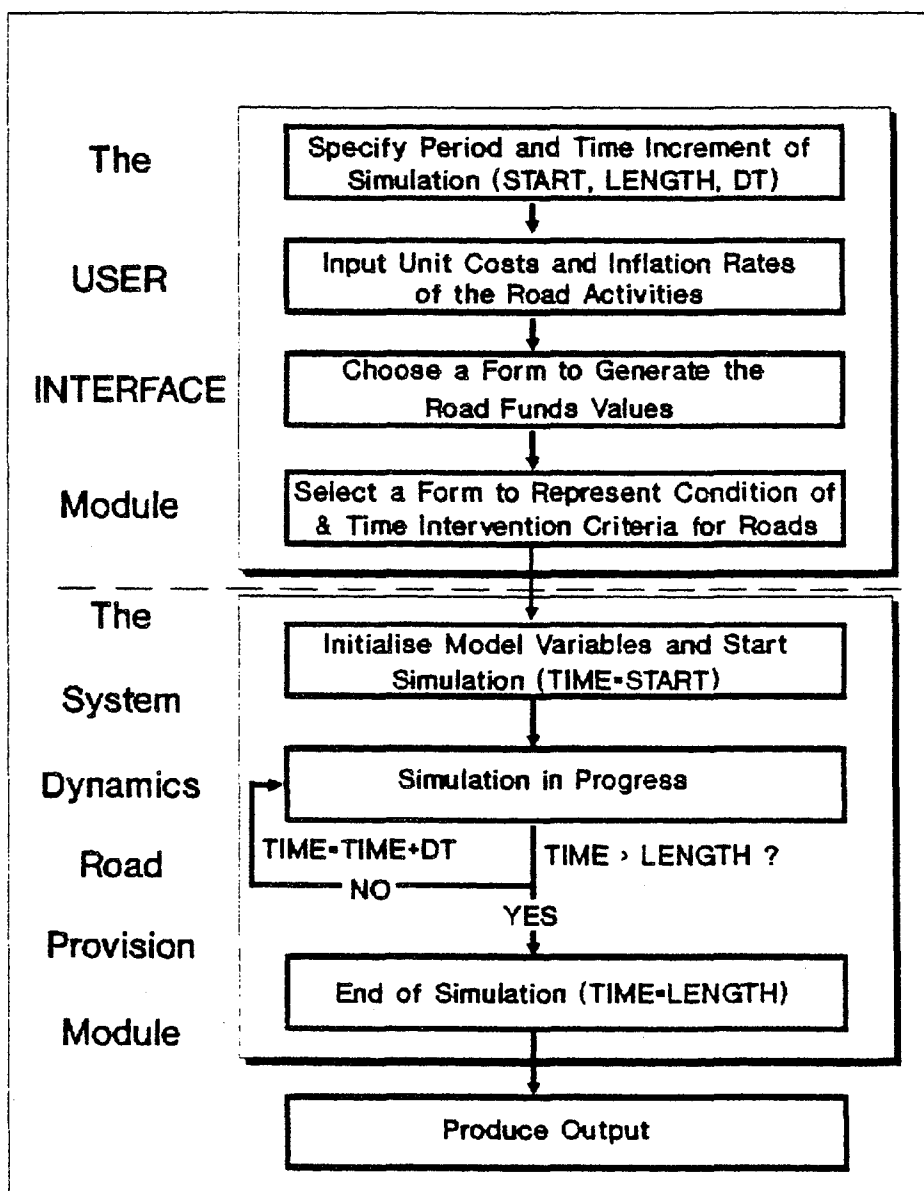 The
USER
INTERFACE
Module
Specify Period and Time Increment of
Simulation (START, LENGTH, DT)
Input Unit Costs and Inflation Rates
of the Road Activities
Choose a Form to Generate the
Road Funds Values
Select a Form to Represent Condition of
& Time Intervention Criteria for Roads
The
System
Dynamics
Road
Provision
Module
Initialise Model Variables and Start
Simulation (TIME=START)
Simulation in Progress
TIME=TIME+DT
TIME > LENGTH ?
NO
YES
End of Simulation (TIME=LENGTH)
Produce Output